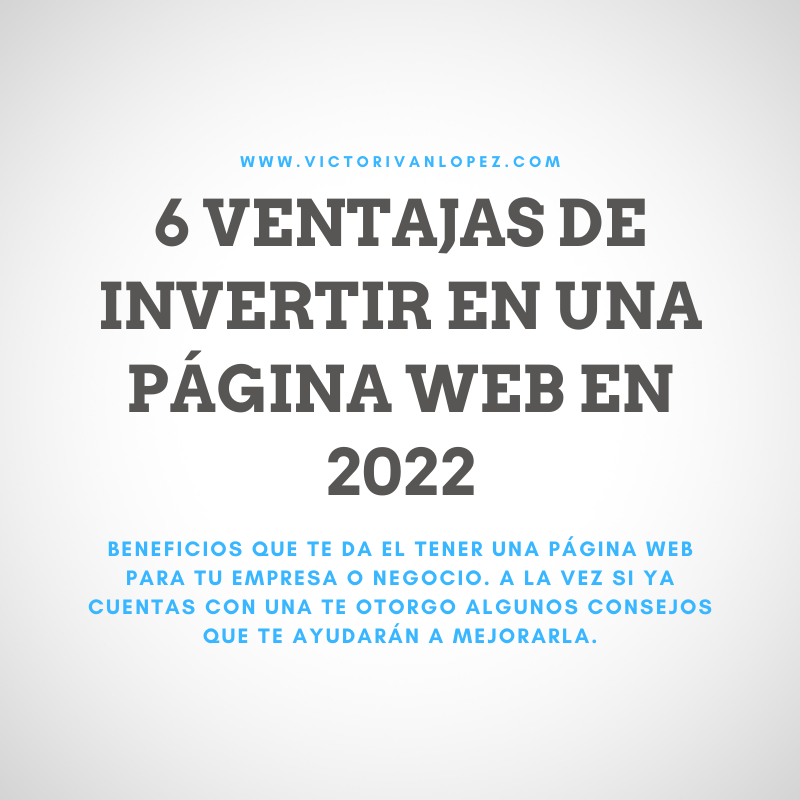 WWW.VICTORIVANLOPEZ.COM
6 VENTAJAS DE
INVERTIR EN UNA
PÁGINA WEB EN
2022
BENEFICIOS QUE TE DA EL TENER UNA PÁGINA WEB
PARA TU EMPRESA O NEGOCIO. A LA VEZ SI YA
CUENTAS CON UNA TE OTORGO ALGUNOS CONSEJOS
QUE TE AYUDARÁN A MEJORARLA.